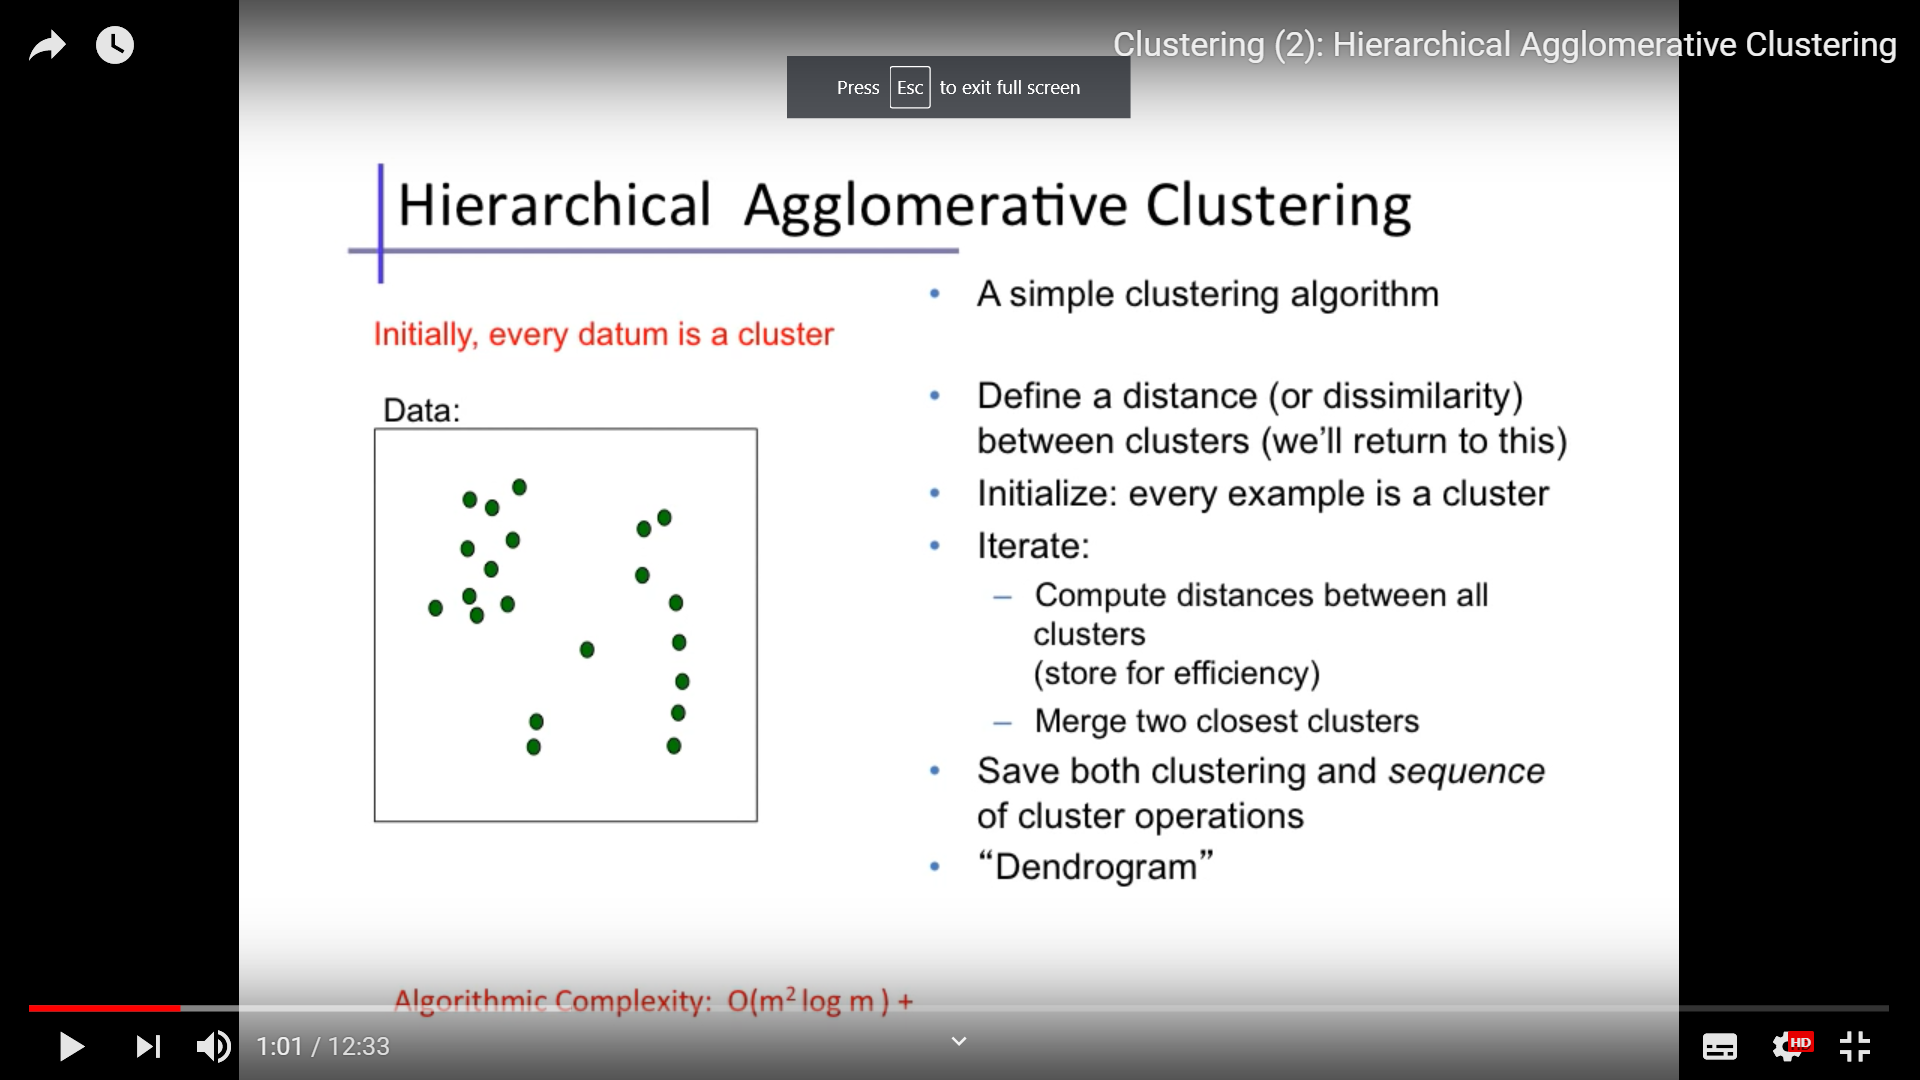 Clustering (2): Hierarchical Agglomerative Clustering
Press Esc to exit full screen
Hierarchical Agglomerative Clustering
Initially, every datum is a cluster
Data:
• A simple clustering algorithm
• Define a distance (or dissimilarity)
between clusters (we’ll return to this)
• Initialize: every example is a cluster
• Iterate:
– Compute distances between all
clusters
(store for efficiency)
– Merge two closest clusters
• Save both clustering and sequence
of cluster operations
• “Dendrogram”
Algorithmic Complexity: O(m² log m ) +
1:01 / 12:33
HD